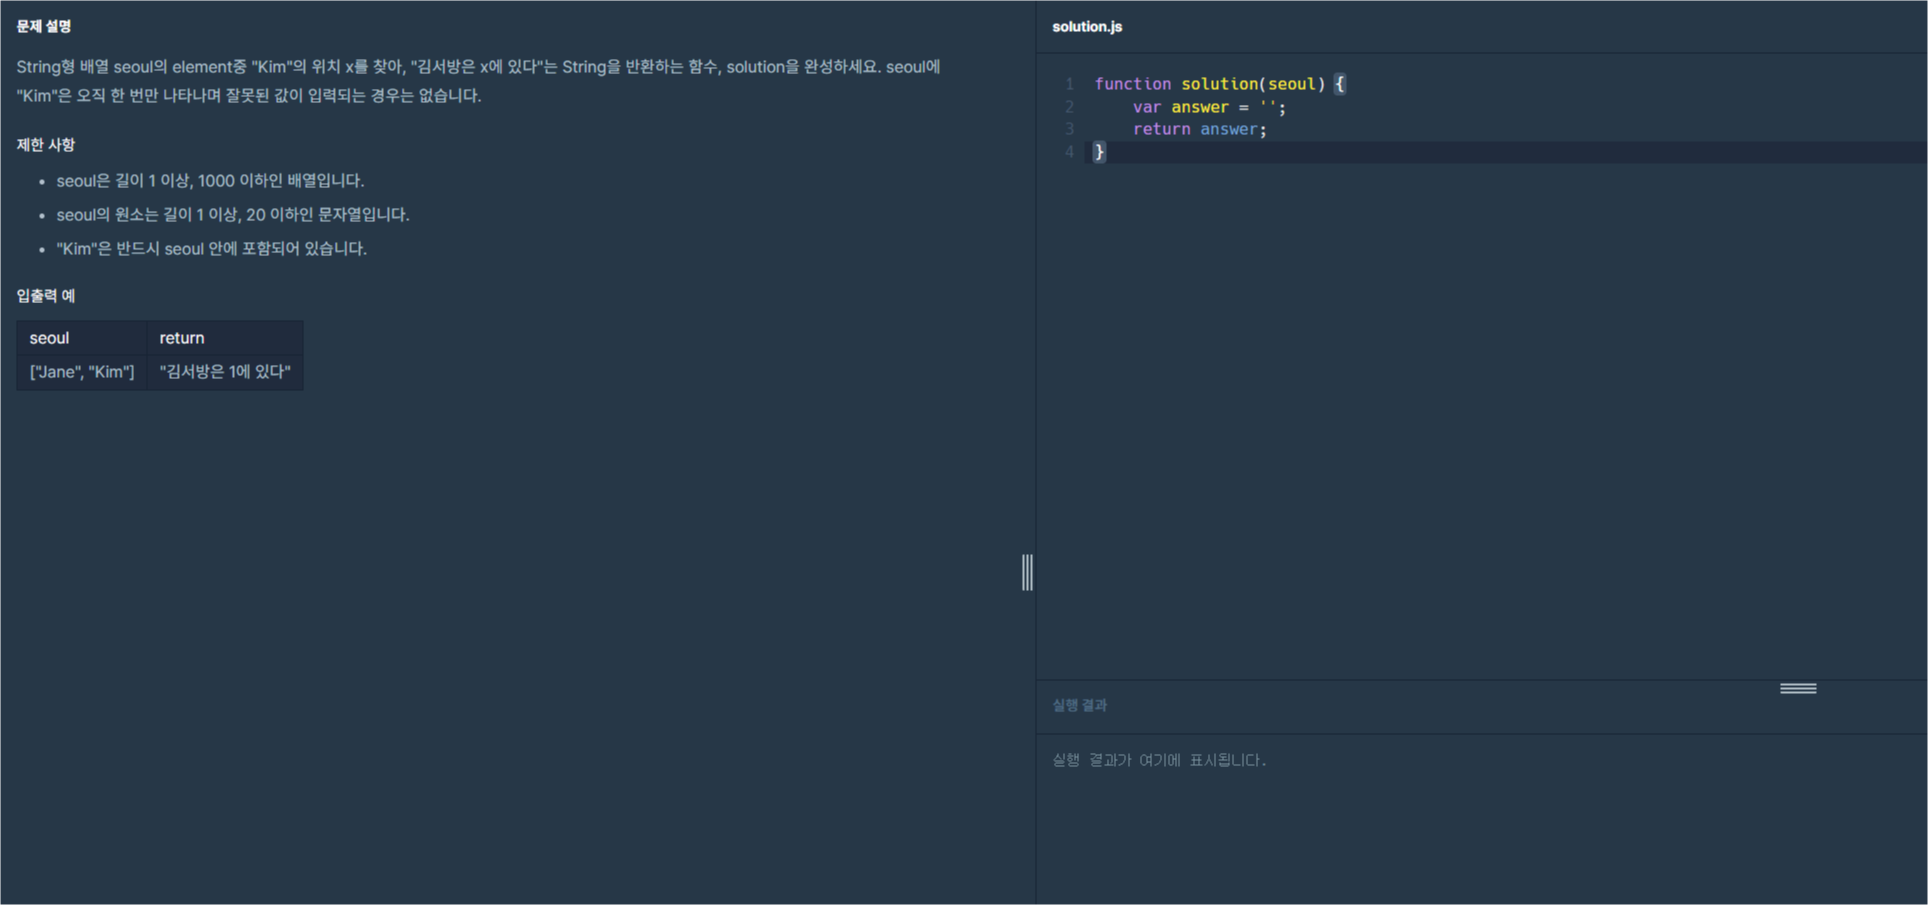 문제 설명
String형 배열 seoul의 element중 "Kim"의 위치 x를 찾아, "김서방은 x에 있다"는 String을 반환하는 함수, solution을 완성하세요. seoul에
"Kim"은 오직 한 번만 나타나며 잘못된 값이 입력되는 경우는 없습니다.
제한 사항
• seoul은 길이 1 이상, 1000 이하인 배열입니다.
• seoul의 원소는 길이 1 이상, 20 이하인 문자열입니다.
• "Kim"은 반드시 seoul 안에 포함되어 있습니다.
입출력 예
seoul return
["Jane", "Kim"] "김서방은 1에 있다"
solution.js
1 function solution(seoul) {
2     var answer = '';
3     return answer;
4 }
실행 결과
실행 결과가 여기에 표시됩니다.